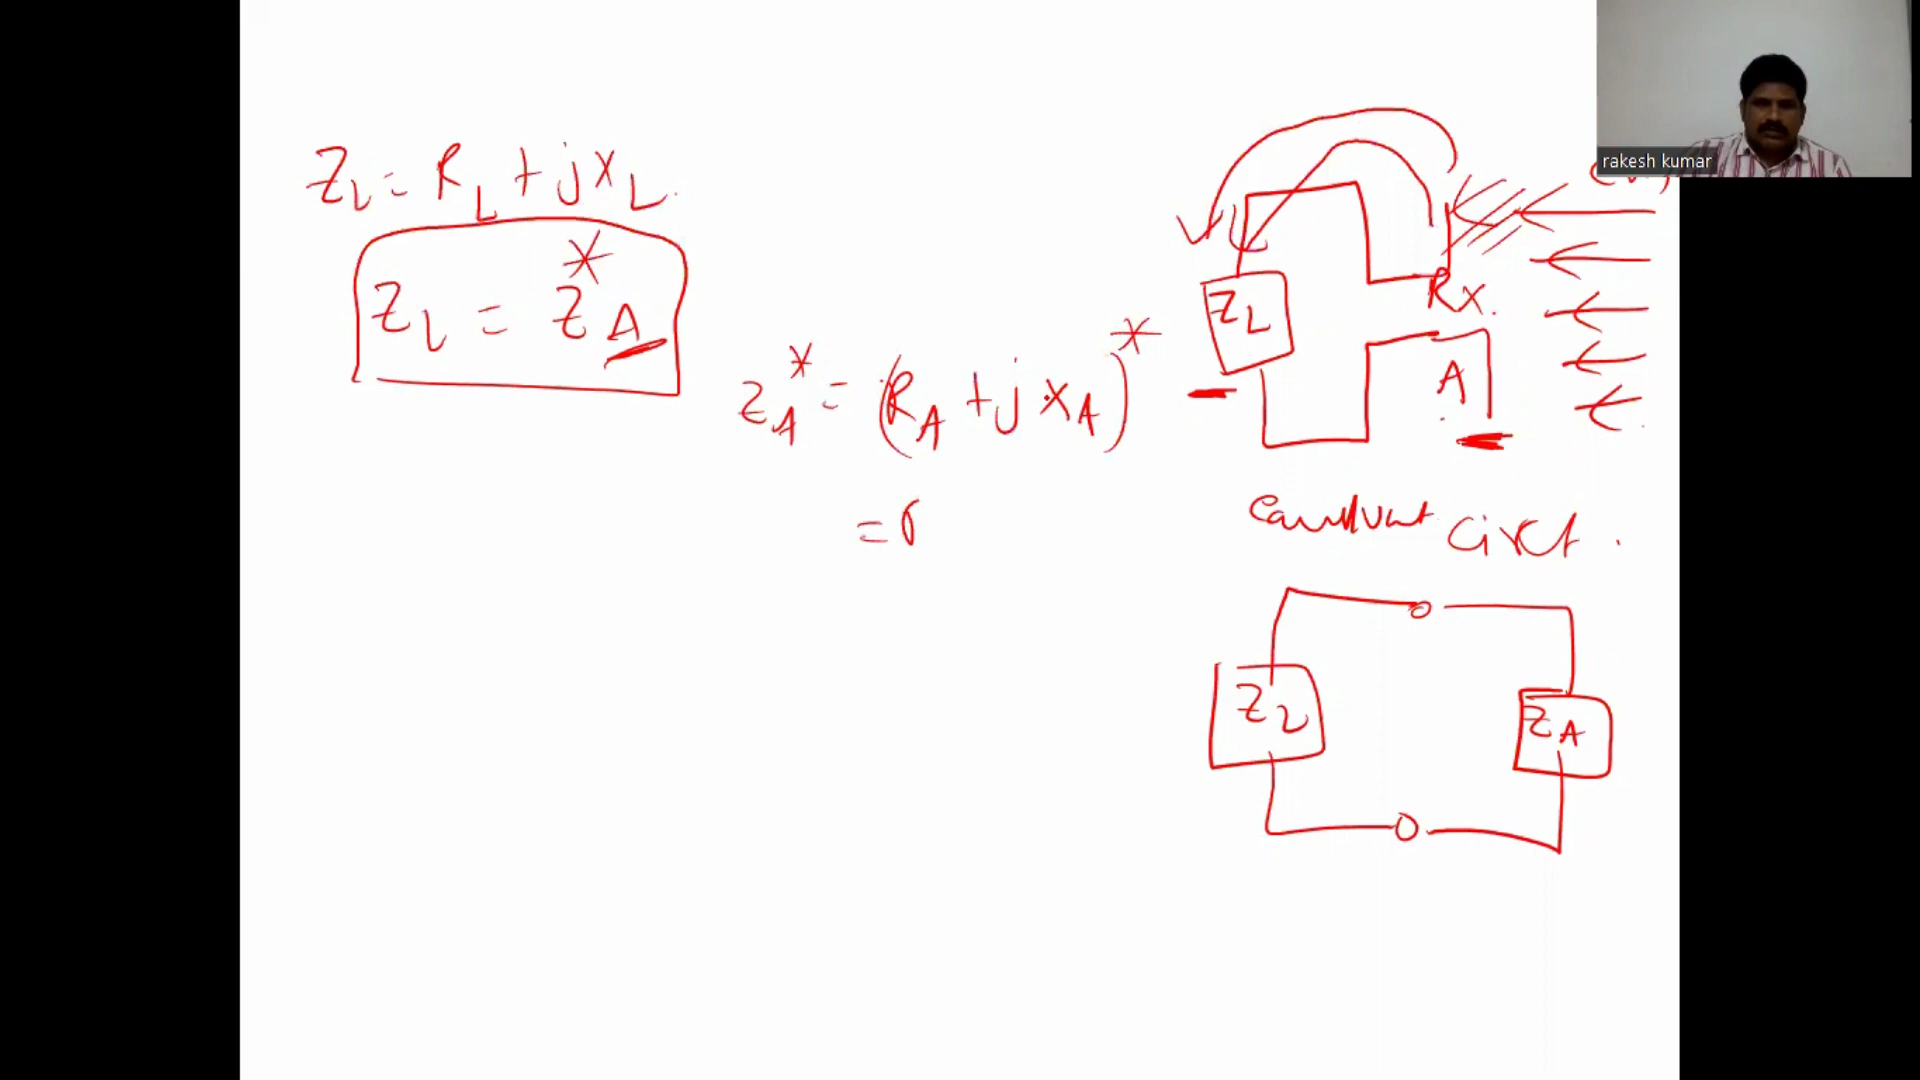 Z_L = R_L + jX_L.
Z_L = Z_A^*
Z_A^* = (R_A + jX_A)^*
=
rakesh kumar
Z_L
Rx.
A
Z_L
Z_A